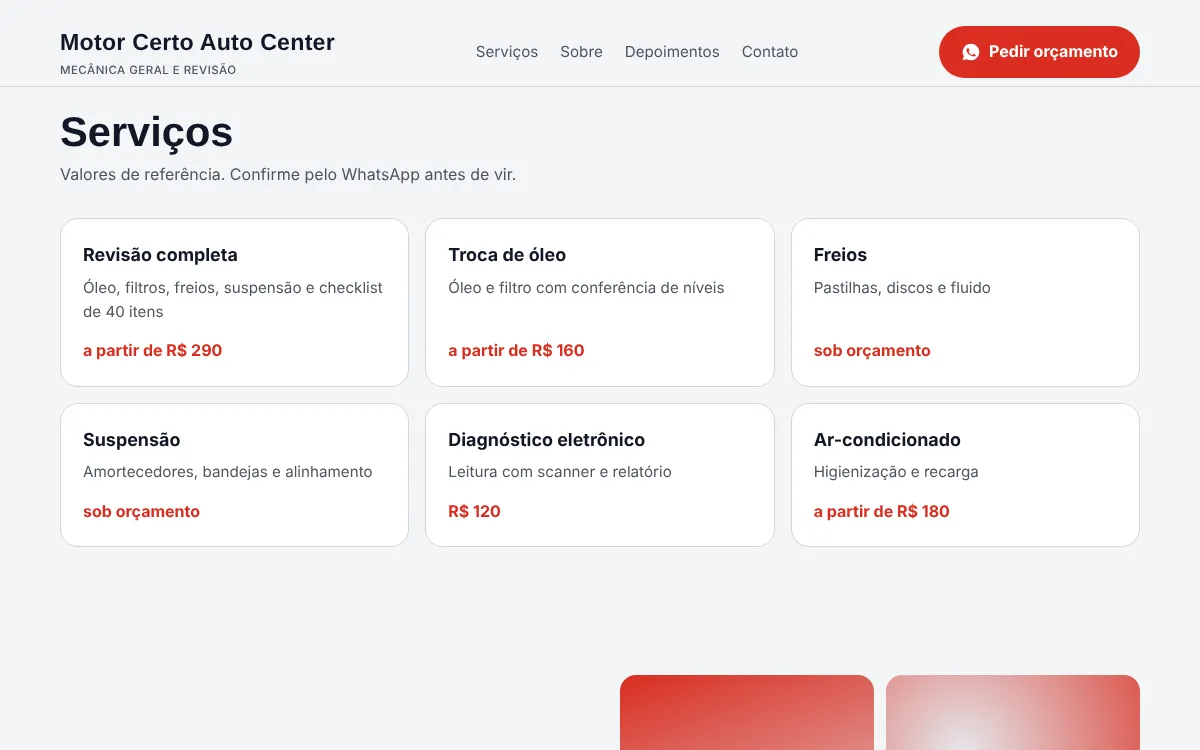 Motor Certo Auto Center
MECÂNICA GERAL E REVISÃO
Serviços
Sobre
Depoimentos
Contato
Pedir orçamento
Serviços
Valores de referência. Confirme pelo WhatsApp antes de vir.
Revisão completa
Óleo, filtros, freios, suspensão e checklist
de 40 itens
a partir de R$ 290
Troca de óleo
Óleo e filtro com conferência de níveis
a partir de R$ 160
Freios
Pastilhas, discos e fluido
sob orçamento
Suspensão
Amortecedores, bandejas e alinhamento
sob orçamento
Diagnóstico eletrônico
Leitura com scanner e relatório
R$ 120
Ar-condicionado
Higienização e recarga
a partir de R$ 180